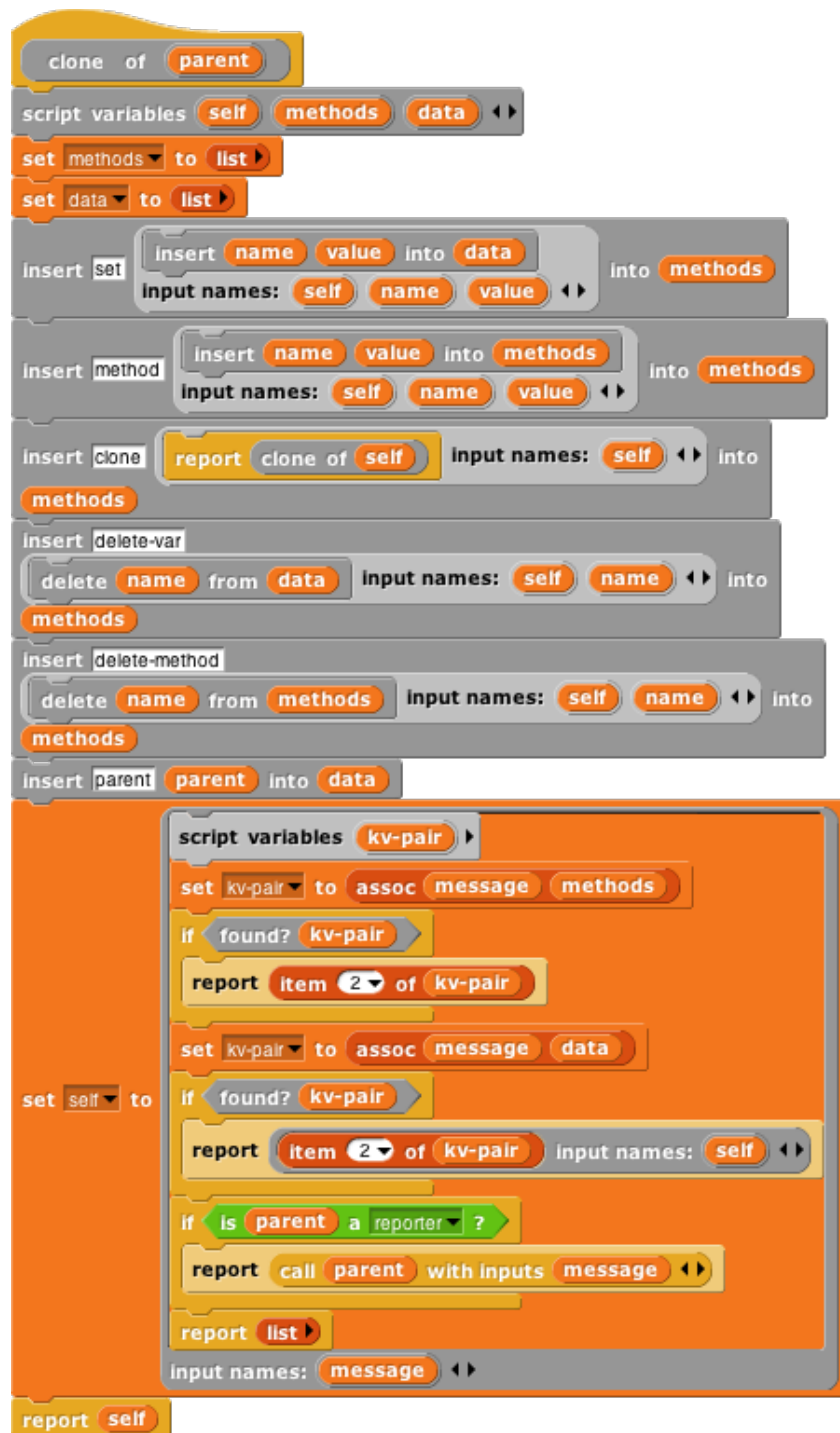 clone of parent
script variables self methods data
set methods to list
set data to list
insert name value into data
insert set into methods
input names: self name value
insert name value into methods
insert method into methods
input names: self name value
insert clone report clone of self input names: self into
methods
insert delete-var
delete name from data input names: self name into
methods
insert delete-method
delete name from methods input names: self name into
methods
insert parent parent into data
script variables kv-pair
set kv-pair to assoc message methods
if found? kv-pair
report item 2 of kv-pair
set kv-pair to assoc message data
set self to if found? kv-pair
report item 2 of kv-pair input names: self
if is parent a reporter ?
report call parent with inputs message
report list
input names: message
report self